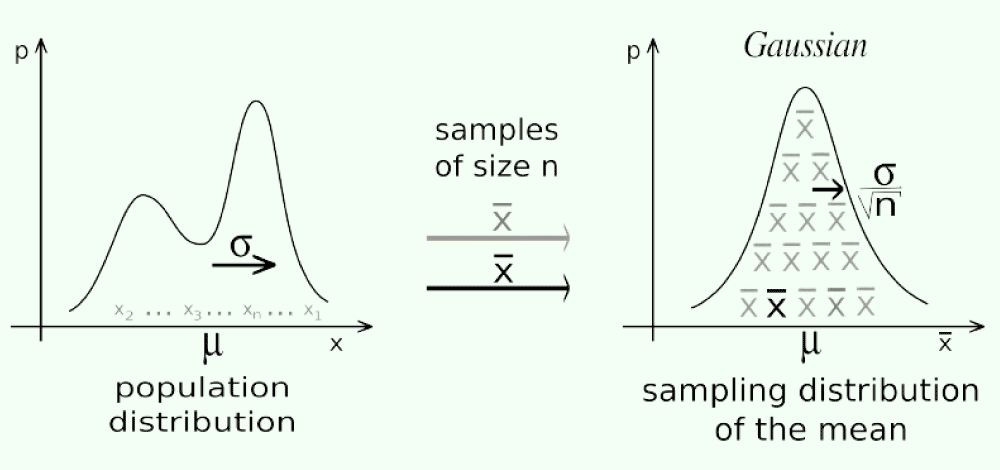 p
σ
x₂ ... x₃ ... xₙ ... x₁
μ
x
population
distribution
samples
of size n
x̄
x̄
p
Gaussian
x̄
x̄ x̄
σ
√n
x̄ x̄ x̄
x̄ x̄ x̄ x̄
x̄ x̄ x̄ x̄ x̄
μ
x̄
sampling distribution
of the mean